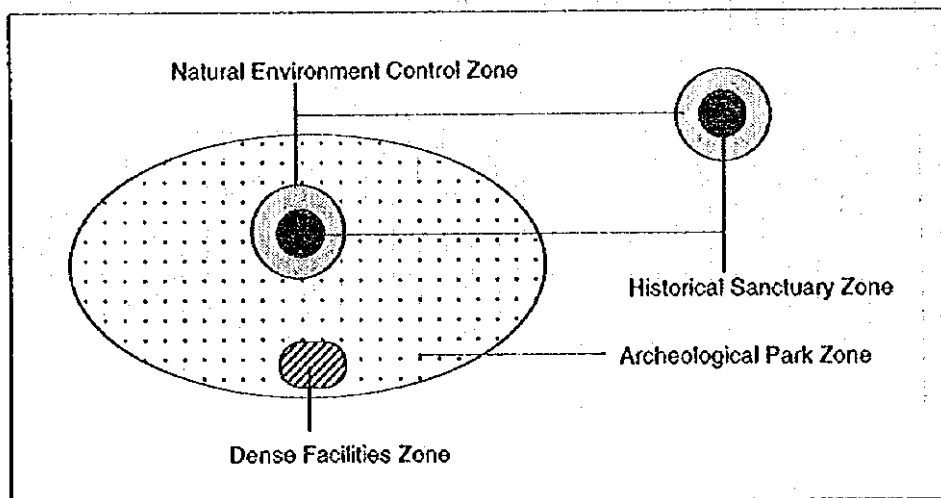 Natural Environment Control Zone
Historical Sanctuary Zone
Archeological Park Zone
Dense Facilities Zone